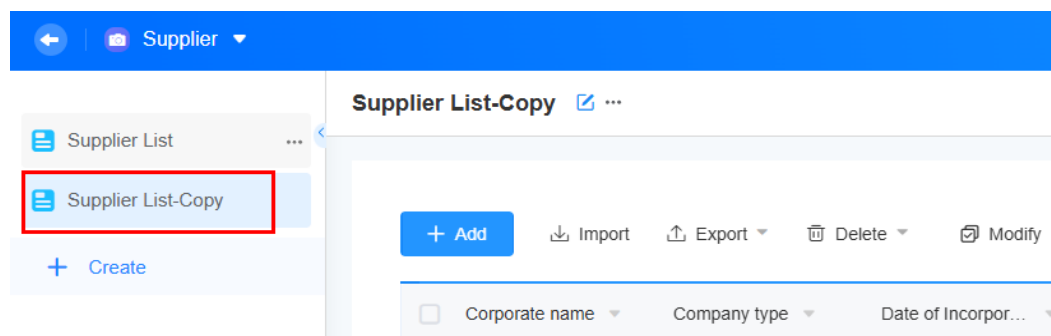 Supplier
Supplier List-Copy
Supplier List
Supplier List-Copy
Create
Add Import Export Delete Modify
Corporate name Company type Date of Incorpor...